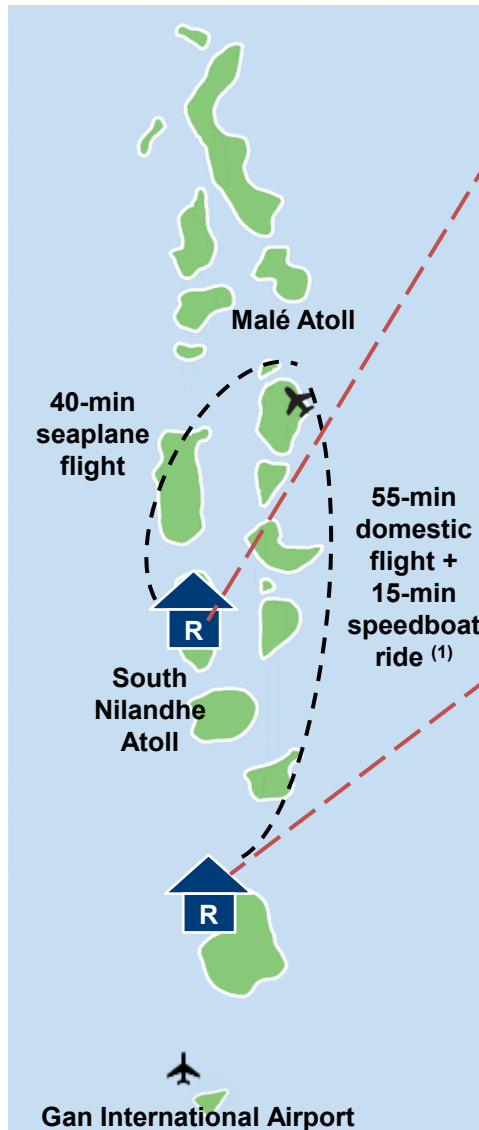 Malé Atoll
40-min
seaplane
flight
55-min
domestic
flight +
15-min
speedboat
ride (1)
R
South
Nilandhe
Atoll
R
Gan International Airport